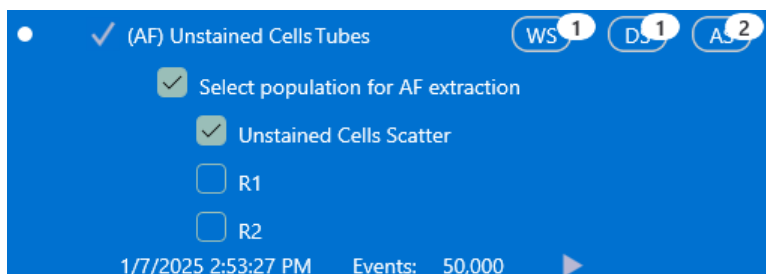 (AF) Unstained Cells Tubes WS 1 DS 1 AS 2
Select population for AF extraction
Unstained Cells Scatter
R1
R2
1/7/2025 2:53:27 PM Events: 50,000